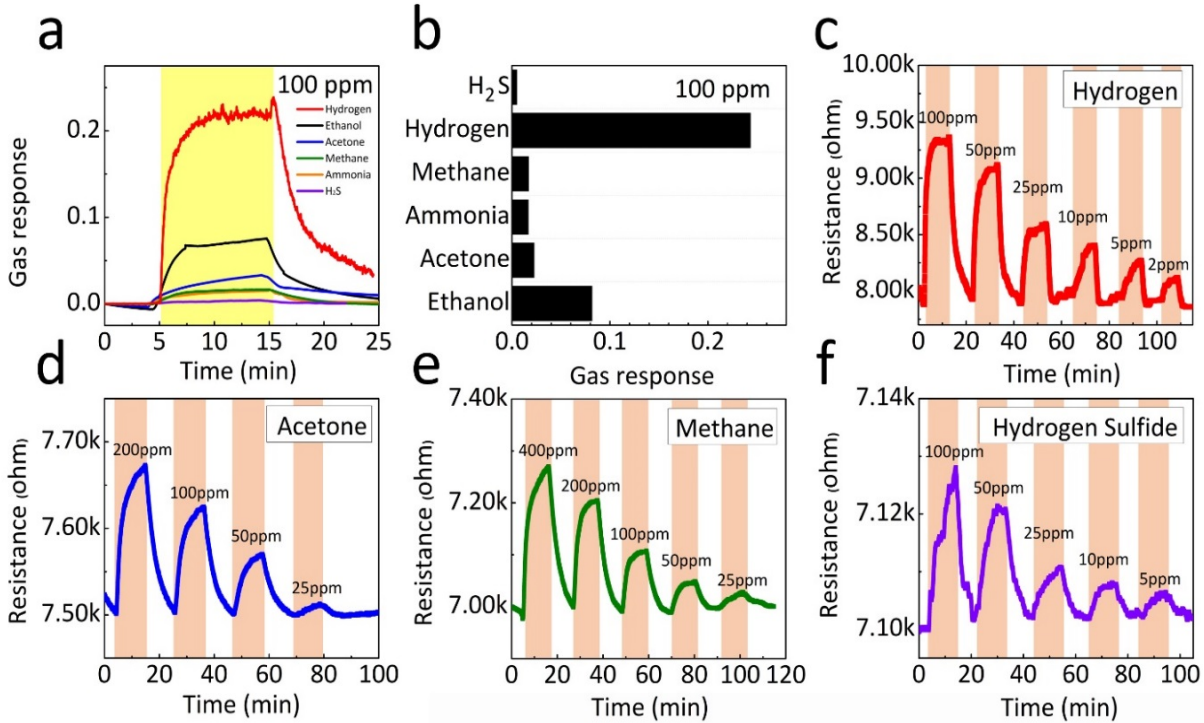 a
100 ppm
Hydrogen
Ethanol
Acetone
Methane
Ammonia
H₂S
0.2
0.1
0.0
Gas response
0 5 10 15 20 25
Time (min)
b
100 ppm
H₂S
Hydrogen
Methane
Ammonia
Acetone
Ethanol
0.0 0.2
Gas response
c
Hydrogen
10.00k
9.50k
9.00k
8.50k
8.00k
Resistance (ohm)
100ppm
50ppm
25ppm
10ppm
5ppm
2ppm
0 20 40 60 80 100
Time (min)
d
Acetone
7.70k
7.60k
7.50k
Resistance (ohm)
200ppm
100ppm
50ppm
25ppm
0 20 40 60 80 100
Time (min)
e
Methane
7.40k
7.20k
7.00k
Resistance (ohm)
400ppm
200ppm
100ppm
50ppm
25ppm
0 20 40 60 80 100 120
Time (min)
f
Hydrogen Sulfide
7.14k
7.12k
7.10k
Resistance (ohm)
100ppm
50ppm
25ppm
10ppm
5ppm
0 20 40 60 80 100
Time (min)